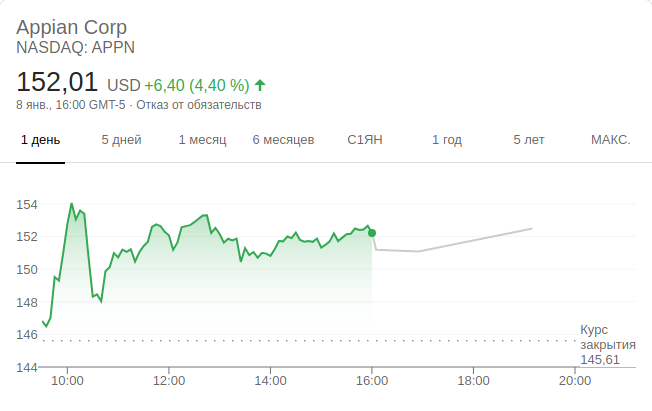 Appian Corp
NASDAQ: APPN
152,01 USD +6,40 (4,40 %)
8 янв., 16:00 GMT-5 · Отказ от обязательств
1 день 5 дней 1 месяц 6 месяцев С1ЯН 1 год 5 лет МАКС.
154
152
150
148
146
Курс
закрытия
145,61
144
10:00 12:00 14:00 16:00 18:00 20:00